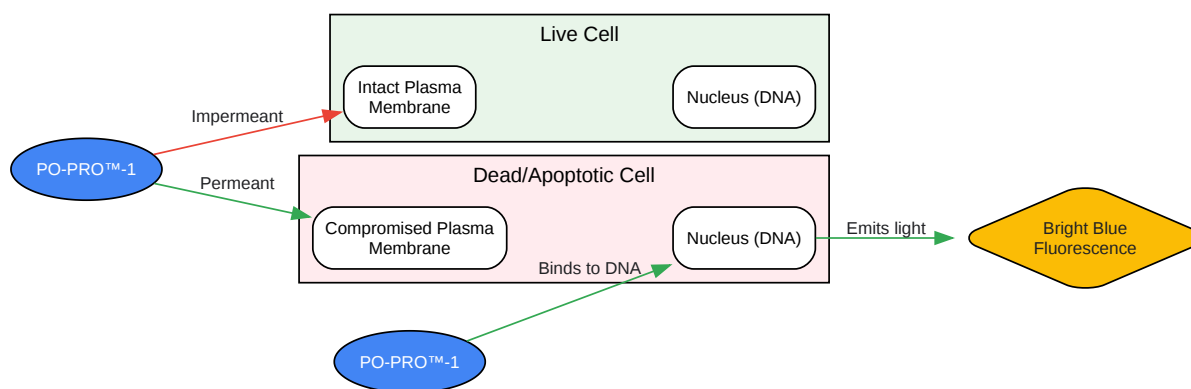 Live Cell
Intact Plasma
Membrane
Nucleus (DNA)
Impermeant
PO-PRO™-1
Permeant
Dead/Apoptotic Cell
Compromised Plasma
Membrane
Nucleus (DNA)
Emits light
Bright Blue
Fluorescence
Binds to DNA
PO-PRO™-1